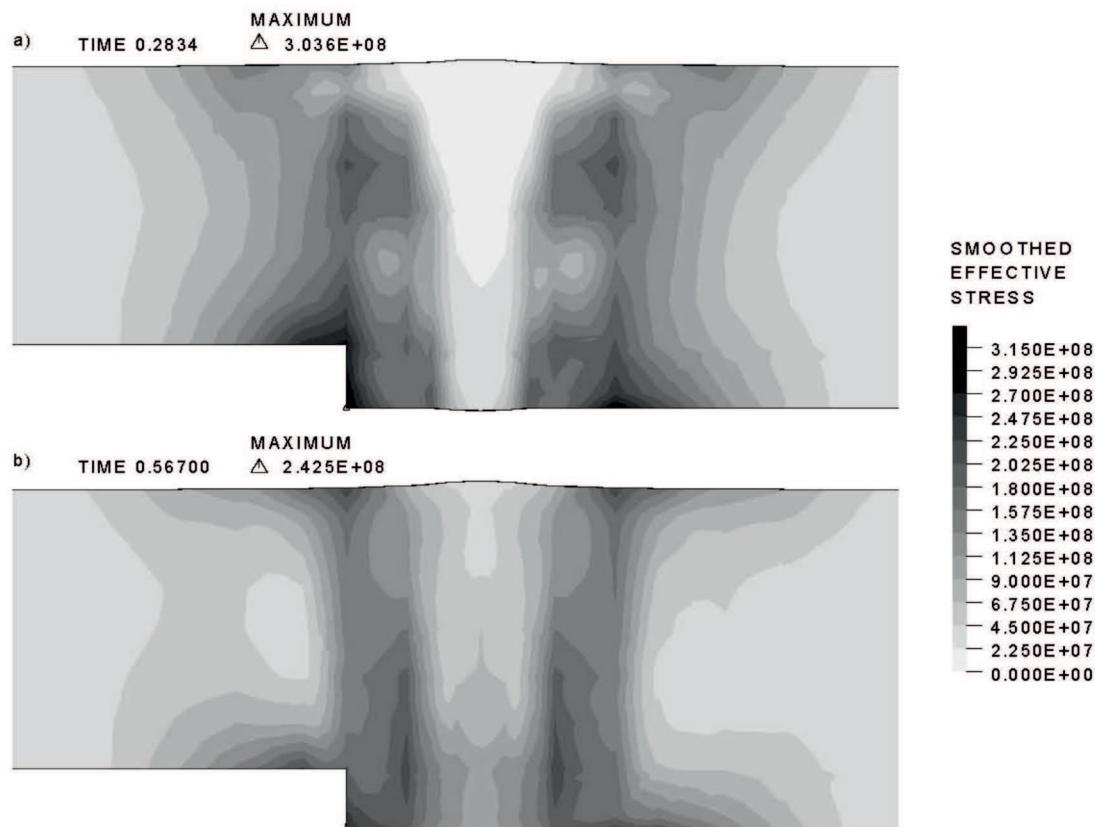 a) TIME 0.2834 MAXIMUM
△ 3.036E+08
SMOOTHED
EFFECTIVE
STRESS
3.150E+08
2.925E+08
2.700E+08
2.475E+08
2.250E+08
2.025E+08
1.800E+08
1.575E+08
1.350E+08
1.125E+08
9.000E+07
6.750E+07
4.500E+07
2.250E+07
0.000E+00
b) TIME 0.56700 MAXIMUM
△ 2.425E+08